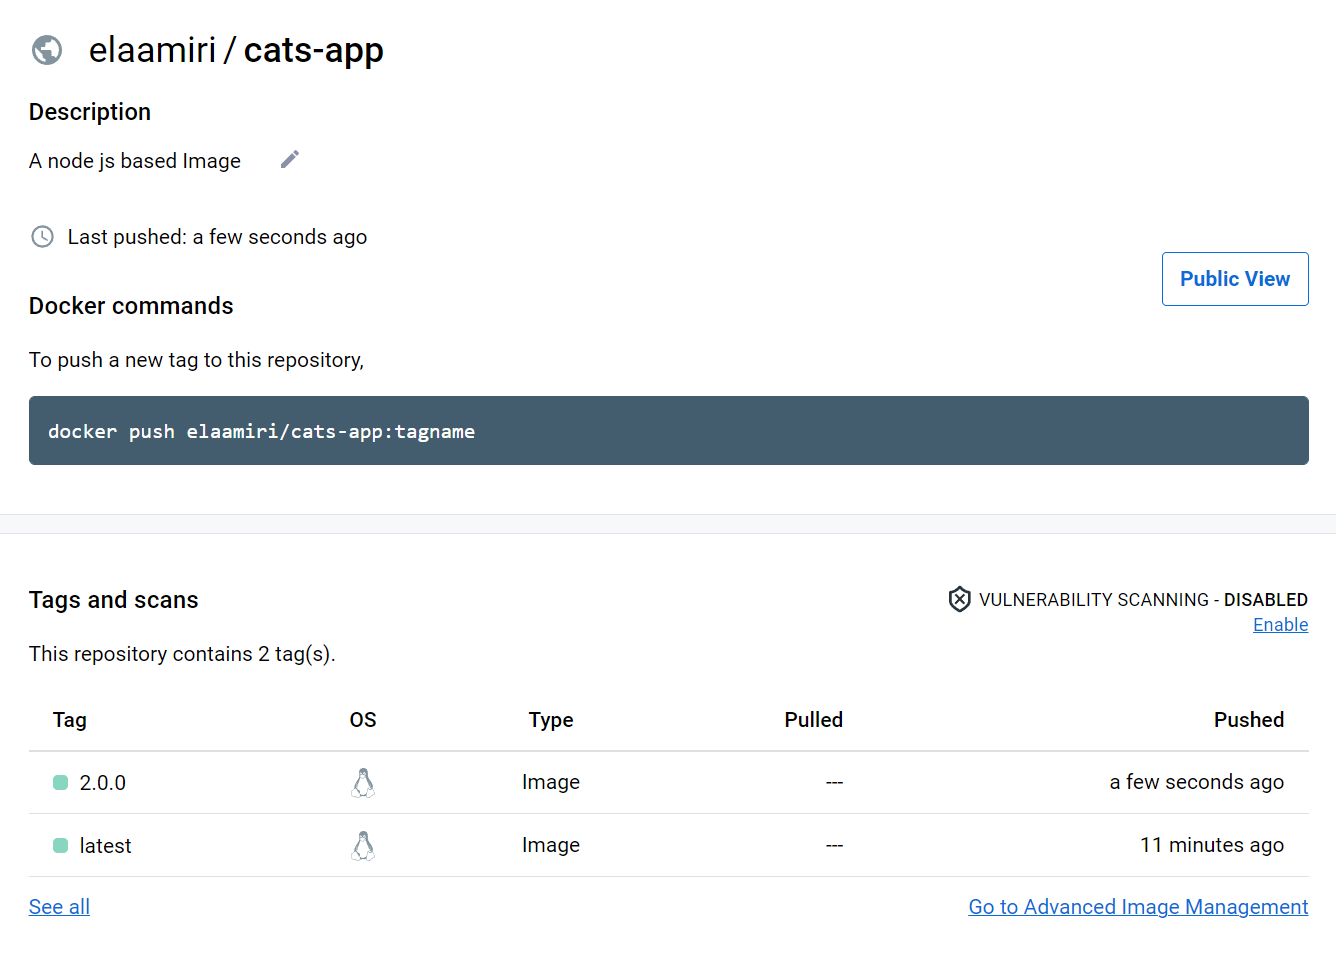 elaamiri / cats-app
Description
A node js based Image
Last pushed: a few seconds ago
Public View
Docker commands
To push a new tag to this repository,
docker push elaamiri/cats-app:tagname
Tags and scans
VULNERABILITY SCANNING - DISABLED
Enable
This repository contains 2 tag(s).
Tag OS Type Pulled Pushed
2.0.0 Image --- a few seconds ago
latest Image --- 11 minutes ago
See all Go to Advanced Image Management